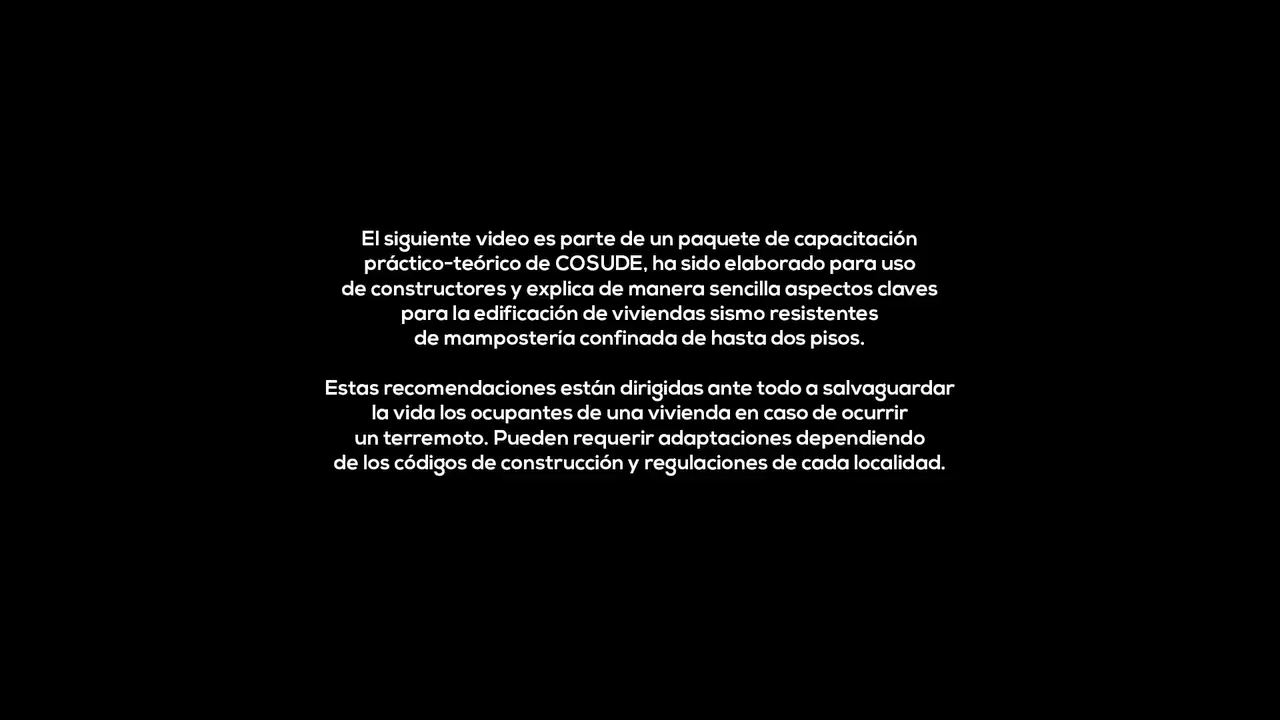 El siguiente video es parte de un paquete de capacitación
práctico-teórico de COSUDE, ha sido elaborado para uso
de constructores y explica de manera sencilla aspectos claves
para la edificación de viviendas sismo resistentes
de mampostería confinada de hasta dos pisos.
Estas recomendaciones están dirigidas ante todo a salvaguardar
la vida los ocupantes de una vivienda en caso de ocurrir
un terremoto. Pueden requerir adaptaciones dependiendo
de los códigos de construcción y regulaciones de cada localidad.